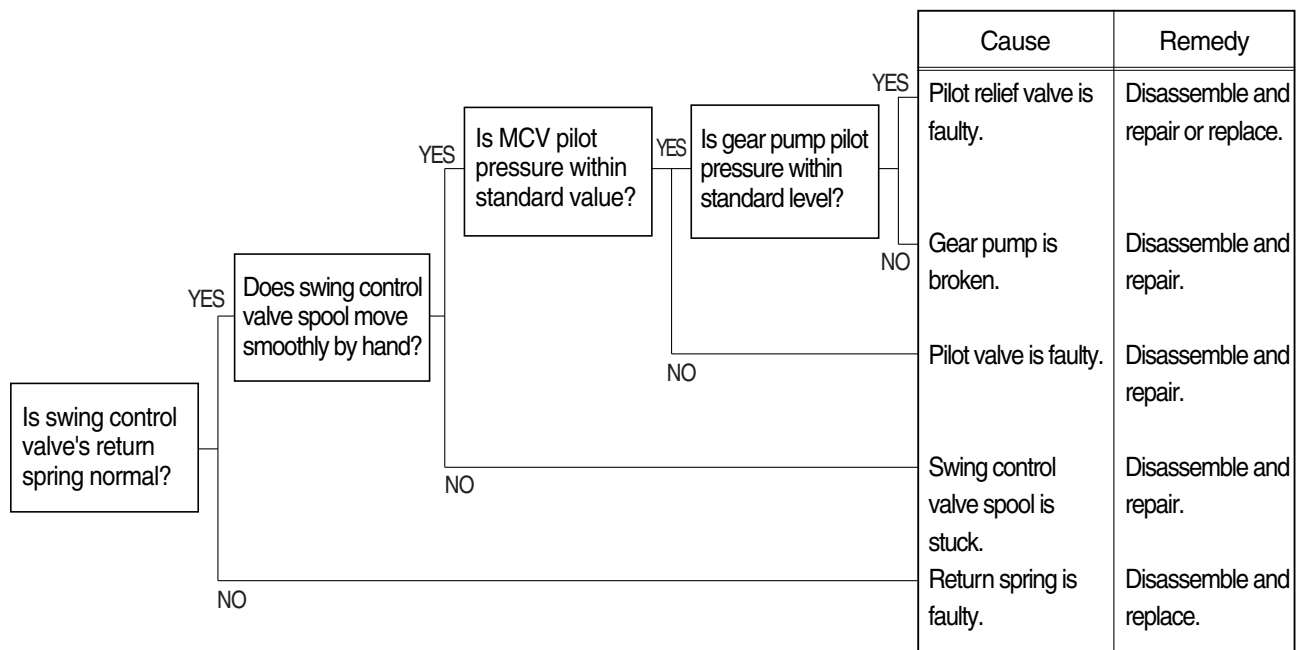 Cause
Remedy
YES
Pilot relief valve is
faulty.
Disassemble and
repair or replace.
Is MCV pilot
pressure within
standard value?
YES
YES
Is gear pump pilot
pressure within
standard level?
NO
Gear pump is
broken.
Disassemble and
repair.
YES
Does swing control
valve spool move
smoothly by hand?
NO
Pilot valve is faulty.
Disassemble and
repair.
Is swing control
valve's return
spring normal?
NO
Swing control
valve spool is
stuck.
Disassemble and
repair.
NO
Return spring is
faulty.
Disassemble and
replace.